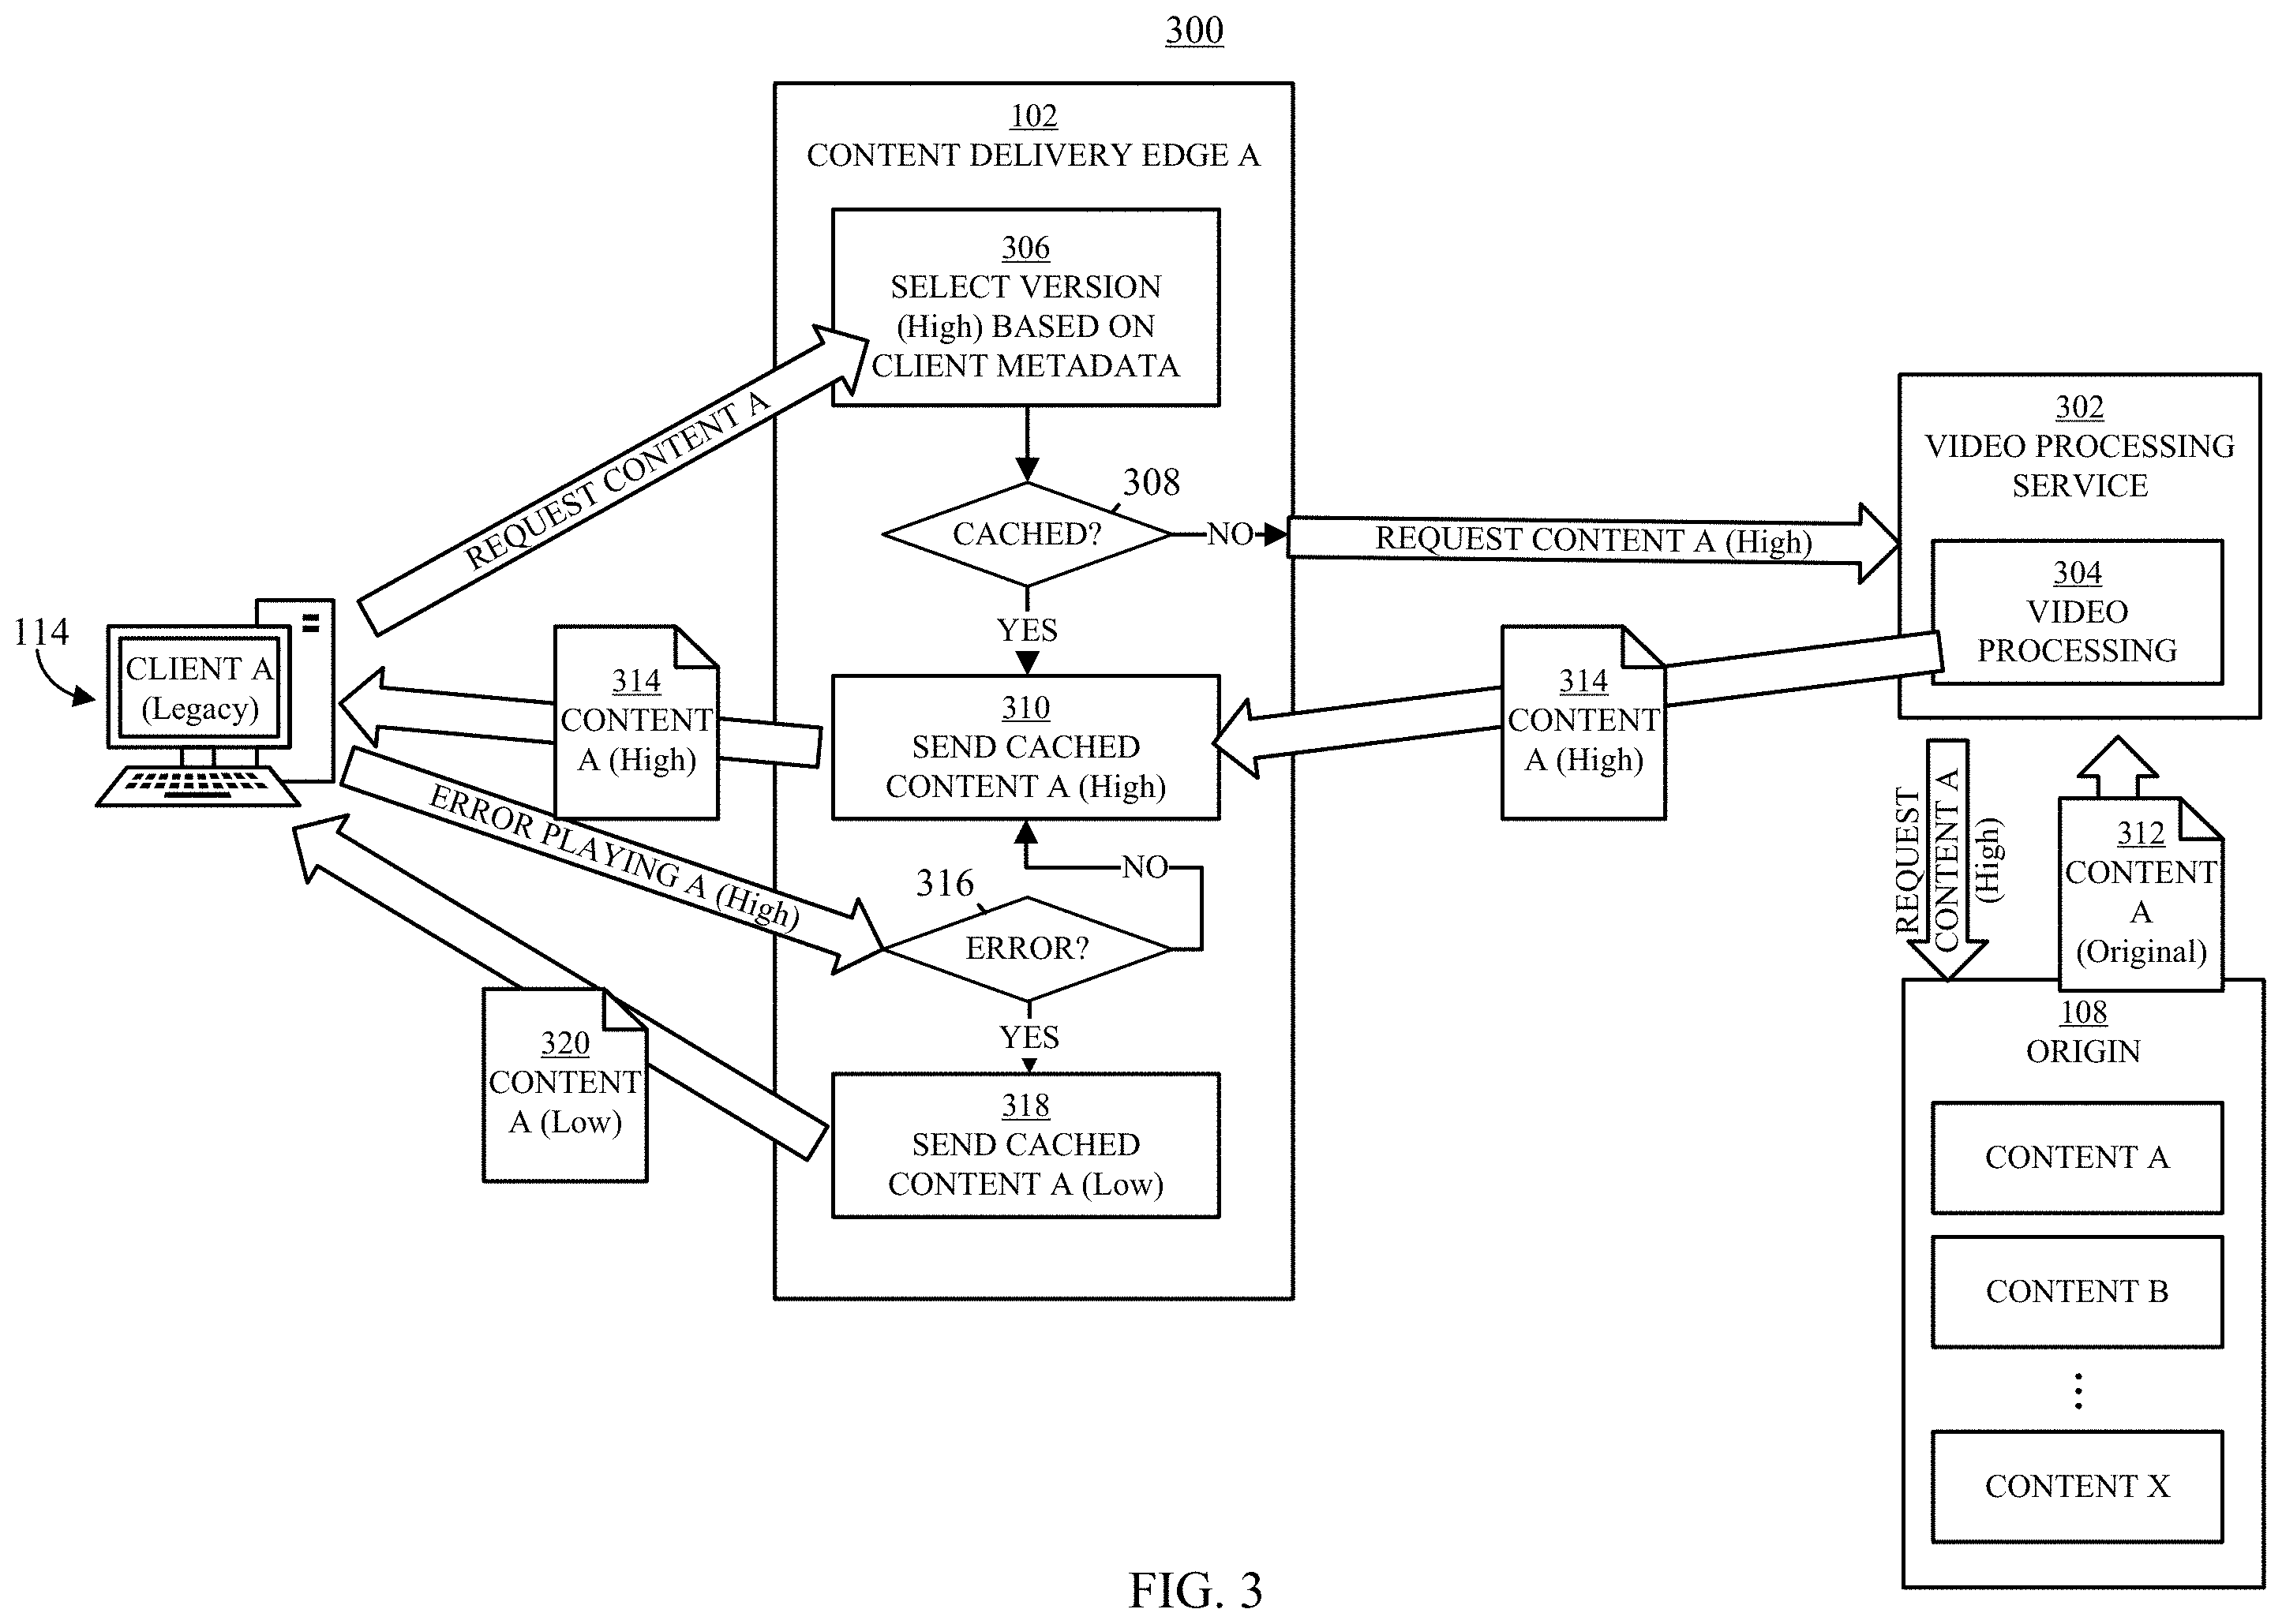 300
102
CONTENT DELIVERY EDGE A
306
SELECT VERSION
(High) BASED ON
CLIENT METADATA
REQUEST CONTENT A
308
CACHED?
NO
REQUEST CONTENT A (High)
302
VIDEO PROCESSING
SERVICE
304
VIDEO
PROCESSING
YES
114
CLIENT A
(Legacy)
314
CONTENT
A (High)
310
SEND CACHED
CONTENT A (High)
314
CONTENT
A (High)
ERROR PLAYING A (High)
NO
316
ERROR?
YES
REQUEST
CONTENT A
(High)
312
CONTENT
A
(Original)
320
CONTENT
A (Low)
318
SEND CACHED
CONTENT A (Low)
108
ORIGIN
CONTENT A
CONTENT B
⋮
CONTENT X
FIG. 3